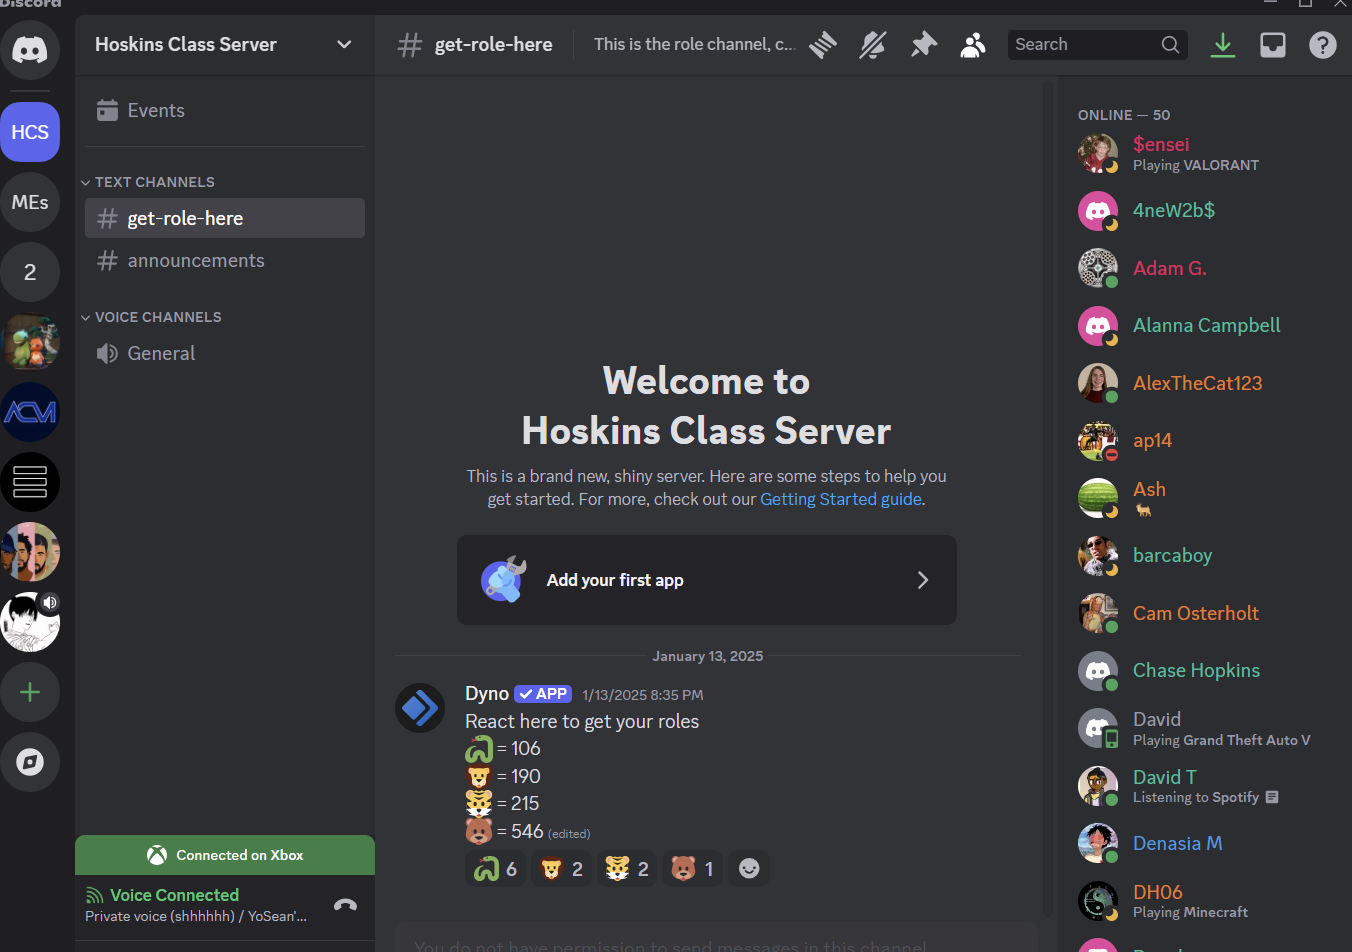 Discord
Hoskins Class Server
get-role-here
This is the role channel, c...
Search
Events
HCS
MEs
2
TEXT CHANNELS
get-role-here
announcements
VOICE CHANNELS
General
ACM
Connected on Xbox
Voice Connected
Private voice (shhhhhh) / YoSean'...
Welcome to
Hoskins Class Server
This is a brand new, shiny server. Here are some steps to help you
get started. For more, check out our Getting Started guide.
Add your first app
January 13, 2025
Dyno APP 1/13/2025 8:35 PM
React here to get your roles
🐍 = 106
🦁 = 190
🐯 = 215
🐻 = 546 (edited)
6 2 2 1
You do not have permission to send messages in this channel
ONLINE — 50
$ensei
Playing VALORANT
4neW2b$
Adam G.
Alanna Campbell
AlexTheCat123
ap14
Ash
🐐
barcaboy
Cam Osterholt
Chase Hopkins
David
Playing Grand Theft Auto V
David T
Listening to Spotify
Denasia M
DH06
Playing Minecraft